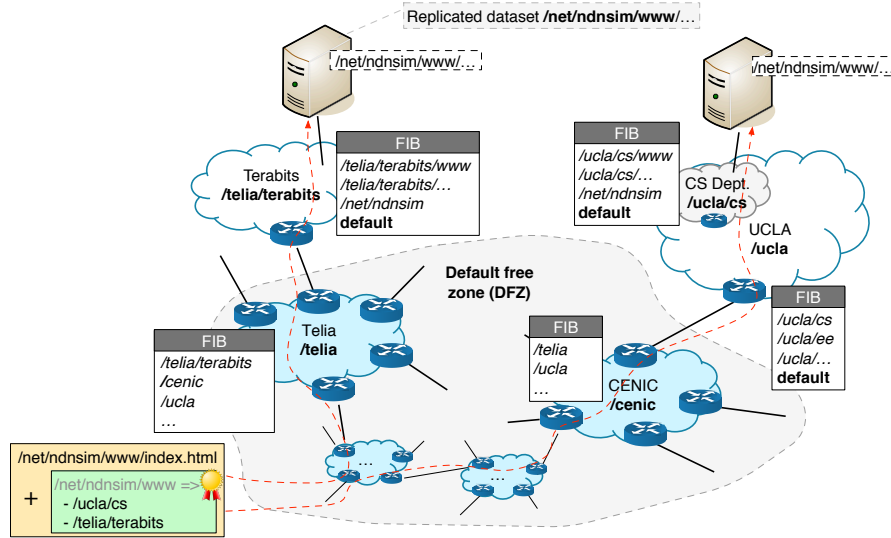 Replicated dataset /net/ndnsim/www/…
/net/ndnsim/www/…
/net/ndnsim/www/…
FIB
/telia/terabits/www
/telia/terabits/…
/net/ndnsim
default
Terabits
/telia/terabits
FIB
/ucla/cs/www
/ucla/cs/…
/net/ndnsim
default
CS Dept.
/ucla/cs
UCLA
/ucla
Default free
zone (DFZ)
FIB
/ucla/cs
/ucla/ee
/ucla/…
default
Telia
/telia
FIB
/telia/terabits
/cenic
/ucla
…
FIB
/telia
/ucla
…
CENIC
/cenic
…
…
/net/ndnsim/www/index.html
+
/net/ndnsim/www =>
- /ucla/cs
- /telia/terabits